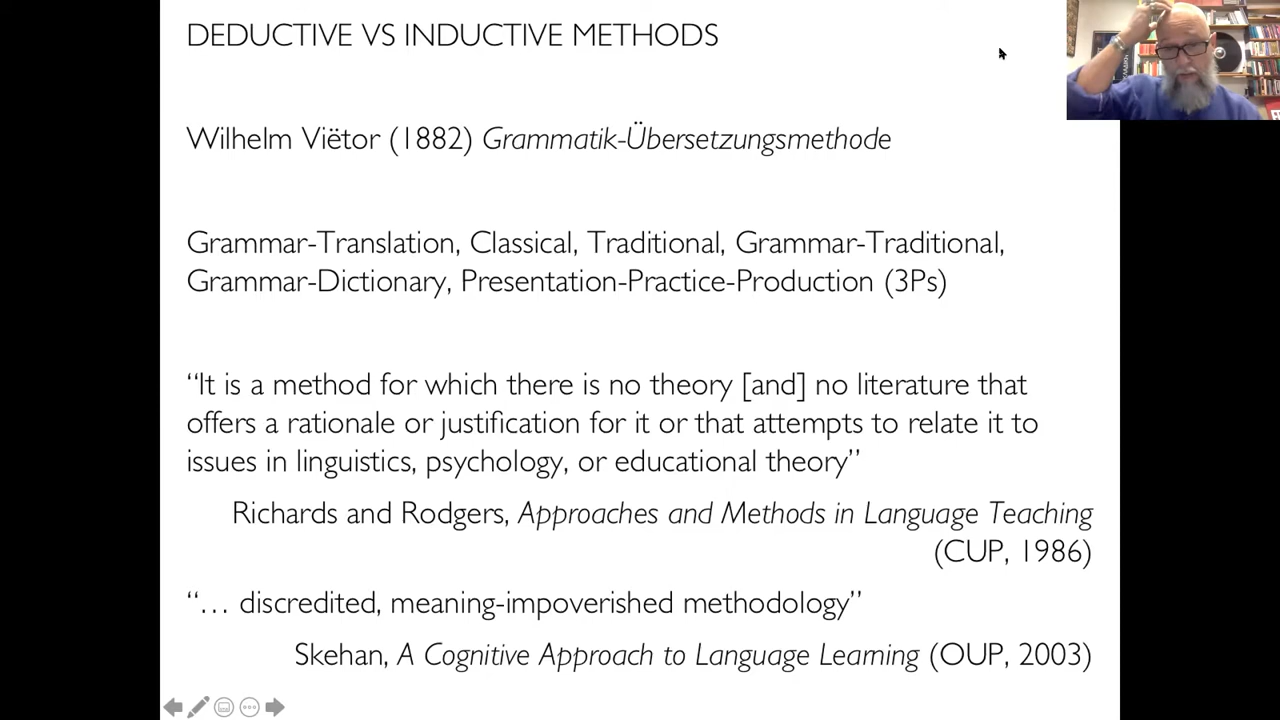 DEDUCTIVE VS INDUCTIVE METHODS
Wilhelm Viëtor (1882) Grammatik-Übersetzungsmethode
Grammar-Translation, Classical, Traditional, Grammar-Traditional,
Grammar-Dictionary, Presentation-Practice-Production (3Ps)
“It is a method for which there is no theory [and] no literature that
offers a rationale or justification for it or that attempts to relate it to
issues in linguistics, psychology, or educational theory”
Richards and Rodgers, Approaches and Methods in Language Teaching
(CUP, 1986)
“… discredited, meaning-impoverished methodology”
Skehan, A Cognitive Approach to Language Learning (OUP, 2003)